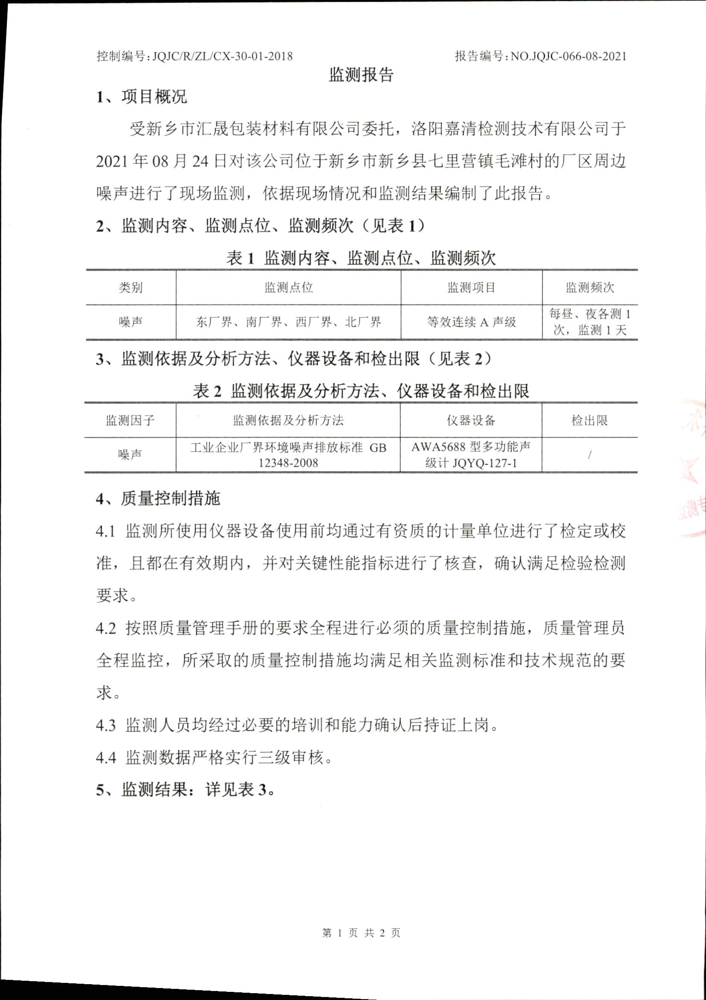 控制编号:JQJC/R/ZL/CX-30-01-2018
报告编号:NO.JQJC-066-08-2021
监测报告
1、项目概况
受新乡市汇晟包装材料有限公司委托，洛阳嘉清检测技术有限公司于
2021 年 08 月 24 日对该公司位于新乡市新乡县七里营镇毛滩村的厂区周边
噪声进行了现场监测，依据现场情况和监测结果编制了此报告。
2、监测内容、监测点位、监测频次（见表 1）
表 1 监测内容、监测点位、监测频次
类别 监测点位 监测项目 监测频次
噪声 东厂界、南厂界、西厂界、北厂界 等效连续 A 声级 每昼、夜各测 1
次，监测 1 天
3、监测依据及分析方法、仪器设备和检出限（见表 2）
表 2 监测依据及分析方法、仪器设备和检出限
监测因子 监测依据及分析方法 仪器设备 检出限
噪声 工业企业厂界环境噪声排放标准 GB
12348-2008
AWA5688 型多功能声
级计 JQYQ-127-1
/
4、质量控制措施
4.1 监测所使用仪器设备使用前均通过有资质的计量单位进行了检定或校
准，且都在有效期内，并对关键性能指标进行了核查，确认满足检验检测
要求。
4.2 按照质量管理手册的要求全程进行必须的质量控制措施，质量管理员
全程监控，所采取的质量控制措施均满足相关监测标准和技术规范的要
求。
4.3 监测人员均经过必要的培训和能力确认后持证上岗。
4.4 监测数据严格实行三级审核。
5、监测结果：详见表 3。
第 1 页 共 2 页